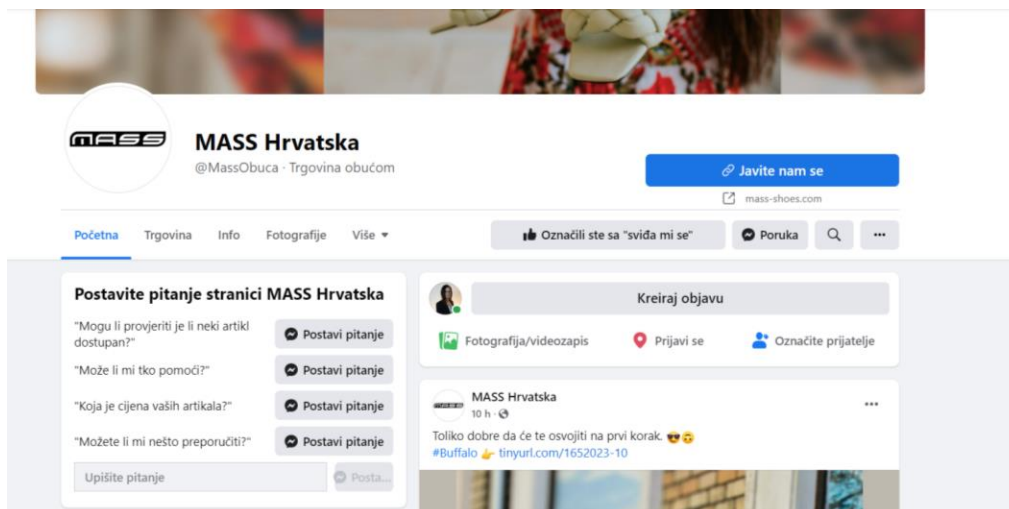 MASS
MASS Hrvatska
@MassObuca · Trgovina obućom
Javite nam se
mass-shoes.com
Početna Trgovina Info Fotografije Više
Označili ste sa "sviđa mi se" Poruka ...
Postavite pitanje stranici MASS Hrvatska
"Mogu li provjeriti je li neki artikl
dostupan?"
Postavi pitanje
"Može li mi tko pomoći?" Postavi pitanje
"Koja je cijena vaših artikala?" Postavi pitanje
"Možete li mi nešto preporučiti?" Postavi pitanje
Upišite pitanje Posta...
Kreiraj objavu
Fotografija/videozapis Prijavi se Označite prijatelje
MASS Hrvatska
10 h ·
Toliko dobre da će te osvojiti na prvi korak. 😎🙃
#Buffalo 👉 tinyurl.com/1652023-10